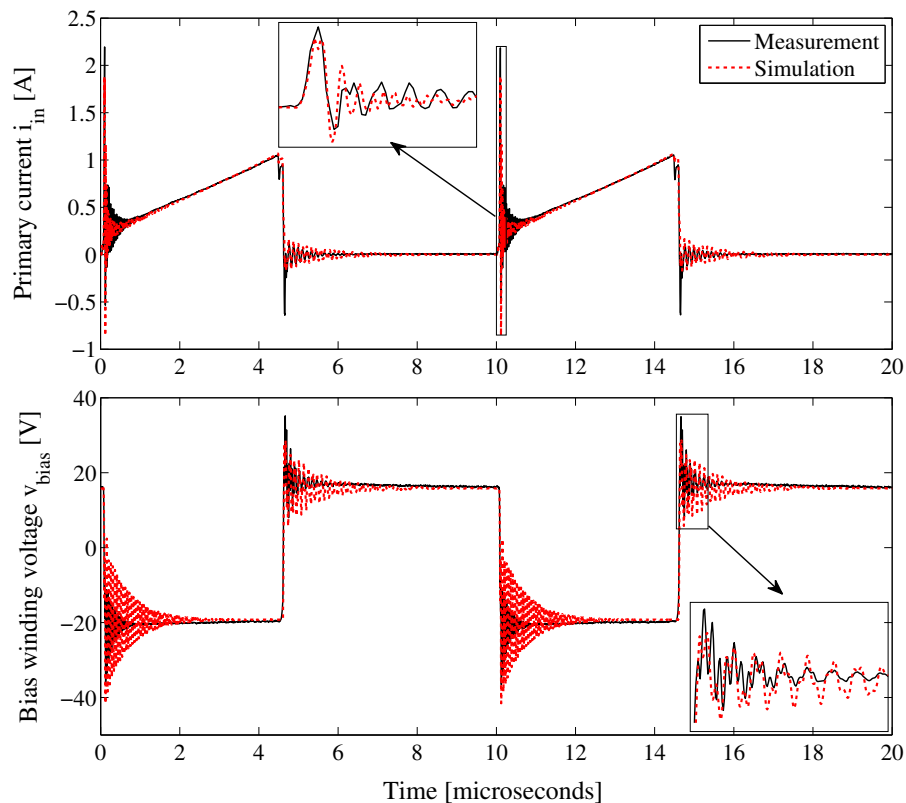 Primary current i_in [A]
2.5
2
1.5
1
0.5
0
−0.5
−1
Measurement
Simulation
0 2 4 6 8 10 12 14 16 18 20
Bias winding voltage v_bias [V]
40
20
0
−20
−40
−50
0 2 4 6 8 10 12 14 16 18 20
Time [microseconds]